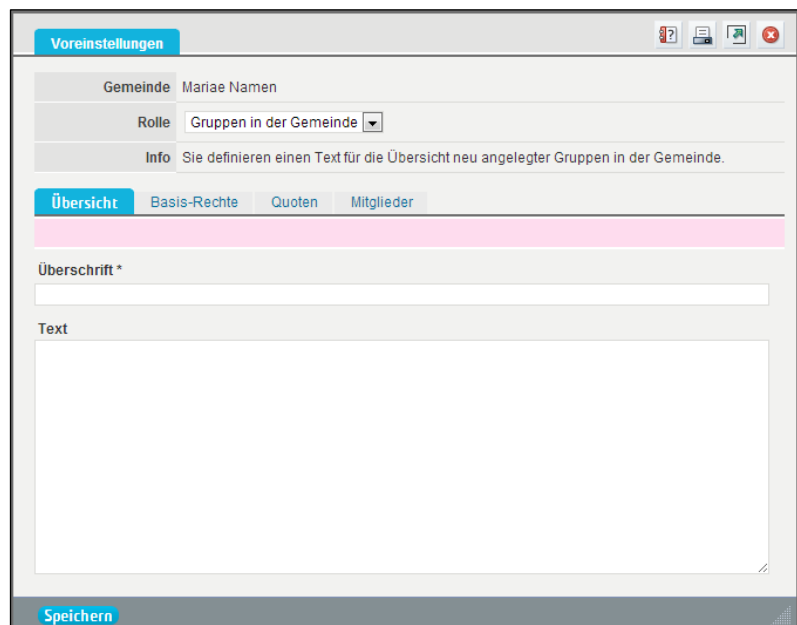 Voreinstellungen
Gemeinde Mariae Namen
Rolle Gruppen in der Gemeinde
Info Sie definieren einen Text für die Übersicht neu angelegter Gruppen in der Gemeinde.
Übersicht Basis-Rechte Quoten Mitglieder
Überschrift *
Text
Speichern